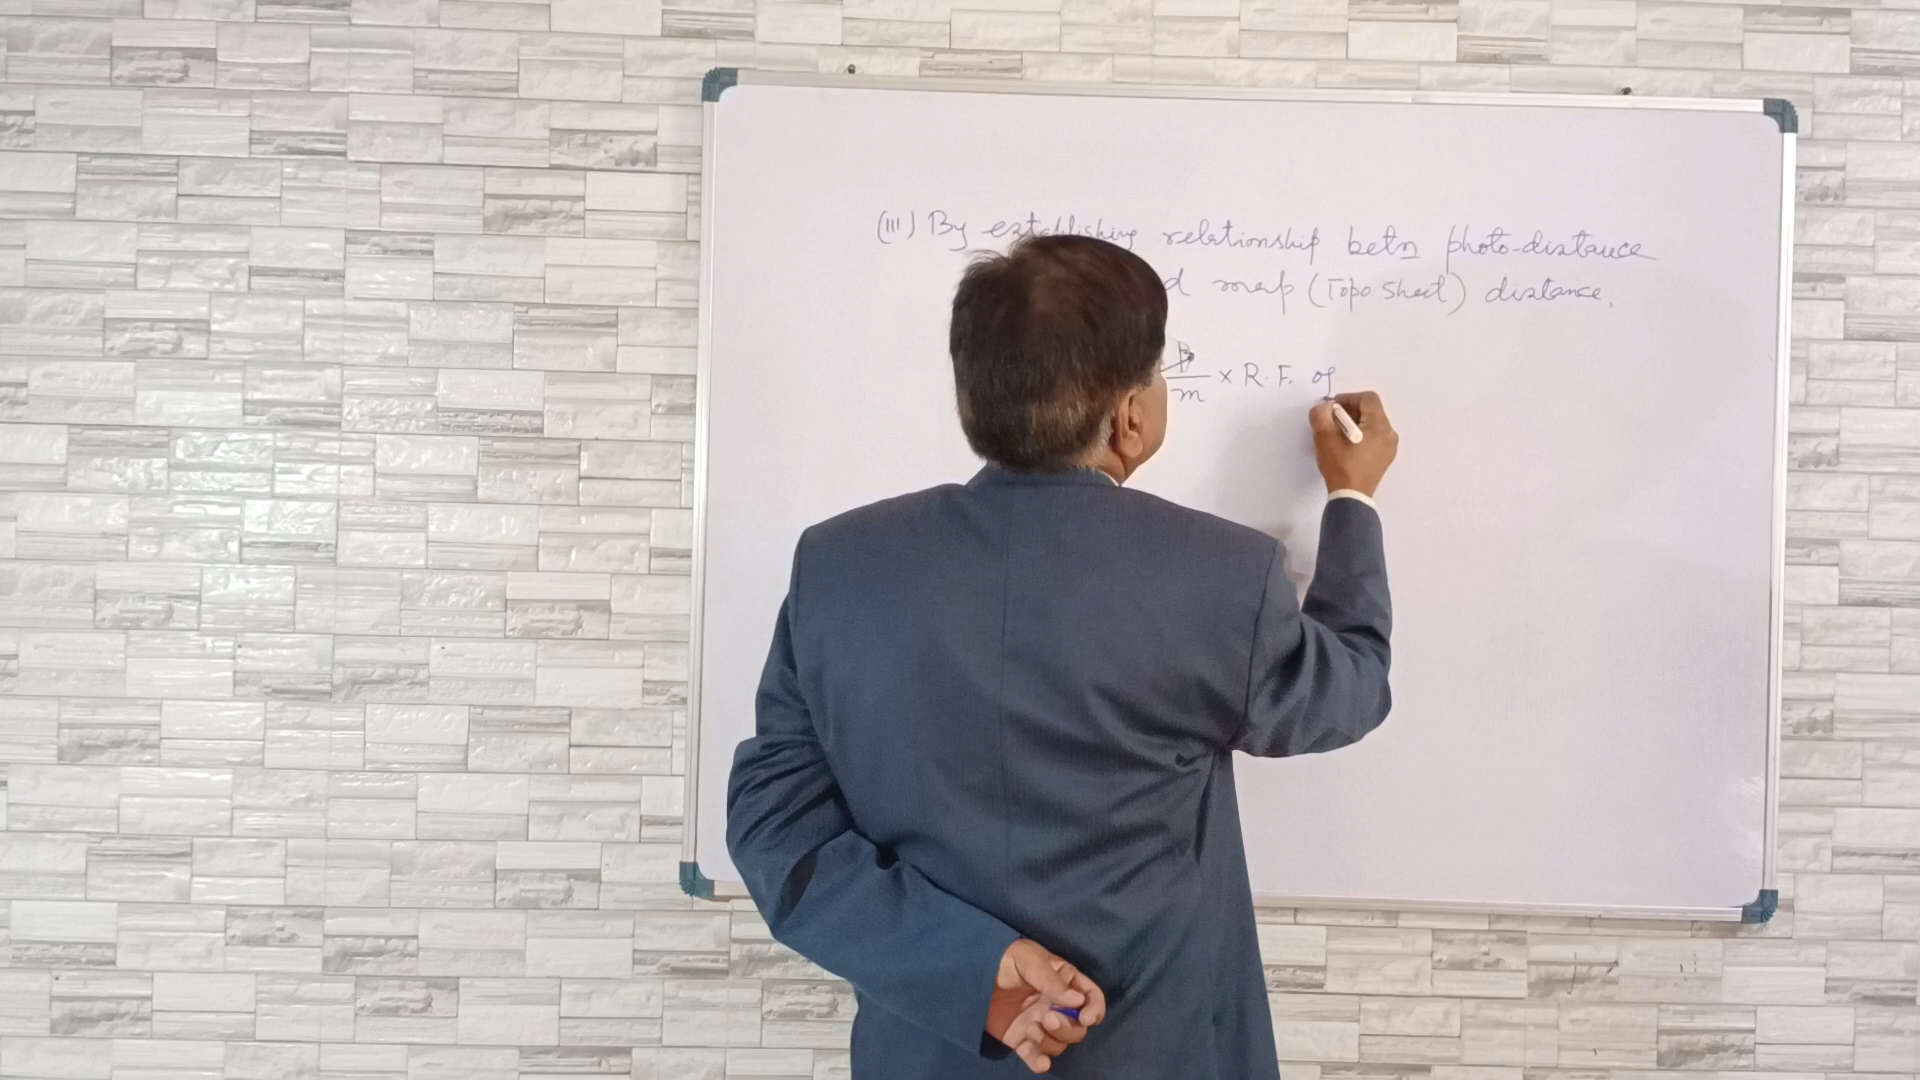 (III) By establishing relationship betn photo-distance
map (Topo sheet) distance.
m × R.F. of